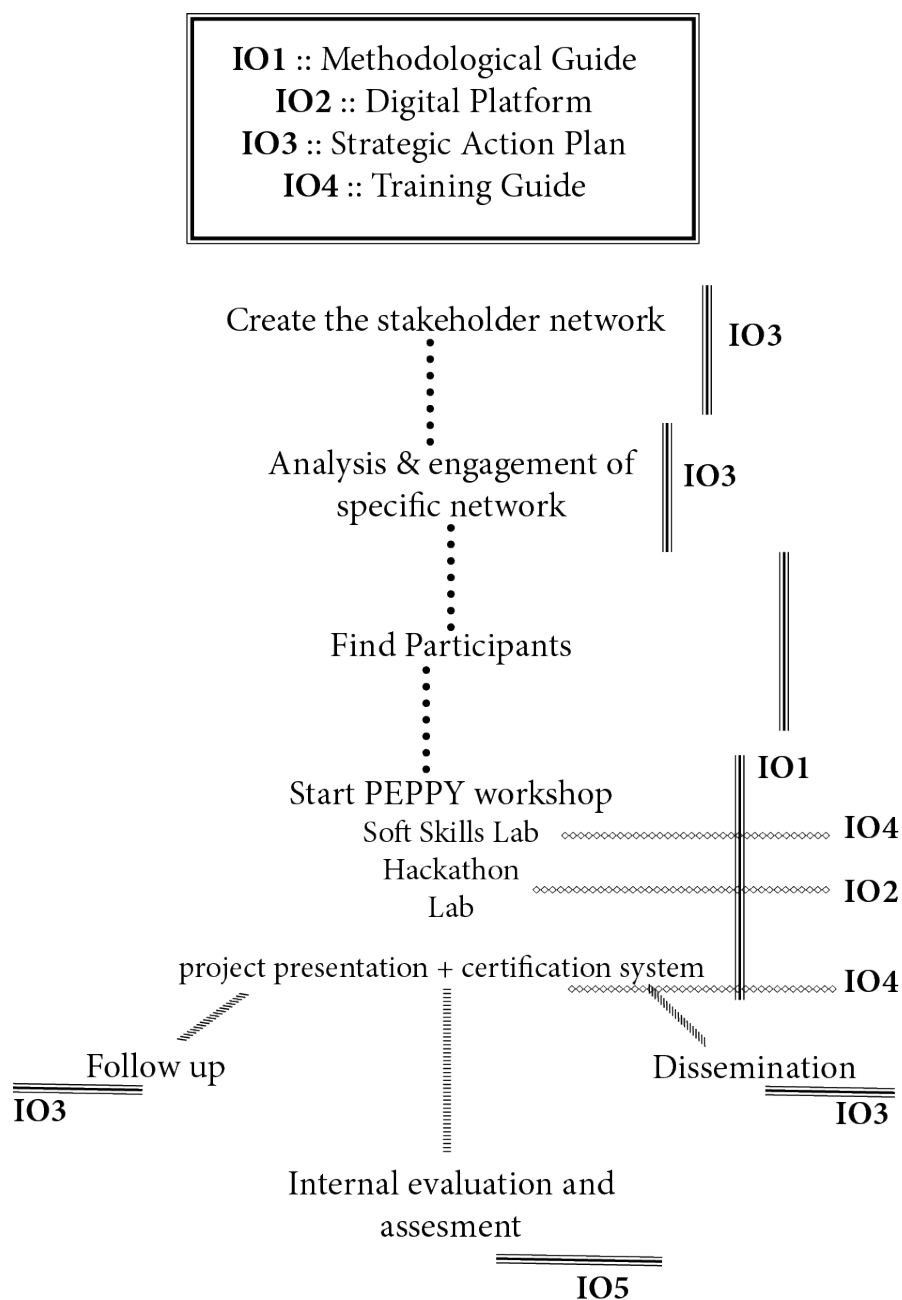 IO1 :: Methodological Guide
IO2 :: Digital Platform
IO3 :: Strategic Action Plan
IO4 :: Training Guide
Create the stakeholder network
IO3
Analysis & engagement of
specific network
IO3
Find Participants
IO1
Start PEPPY workshop
Soft Skills Lab
IO4
Hackathon
Lab
IO2
project presentation + certification system
IO4
Follow up
IO3
Dissemination
IO3
Internal evaluation and
assesment
IO5